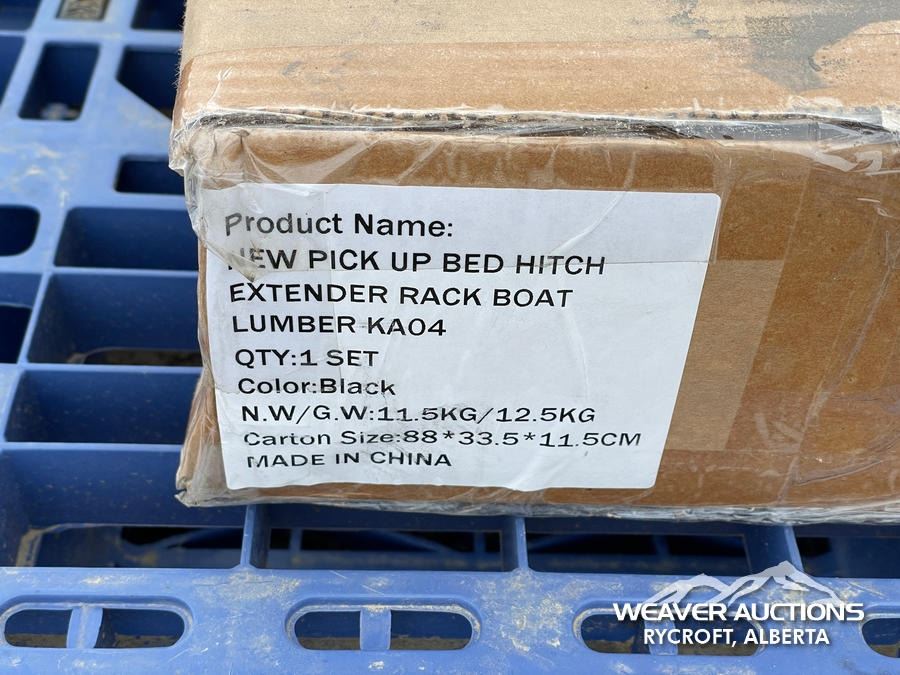 Product Name:
NEW PICK UP BED HITCH
EXTENDER RACK BOAT
LUMBER KA04
QTY:1 SET
Color:Black
N.W/G.W:11.5KG/12.5KG
Carton Size:88*33.5*11.5CM
MADE IN CHINA
WEAVER AUCTIONS
RYCROFT, ALBERTA